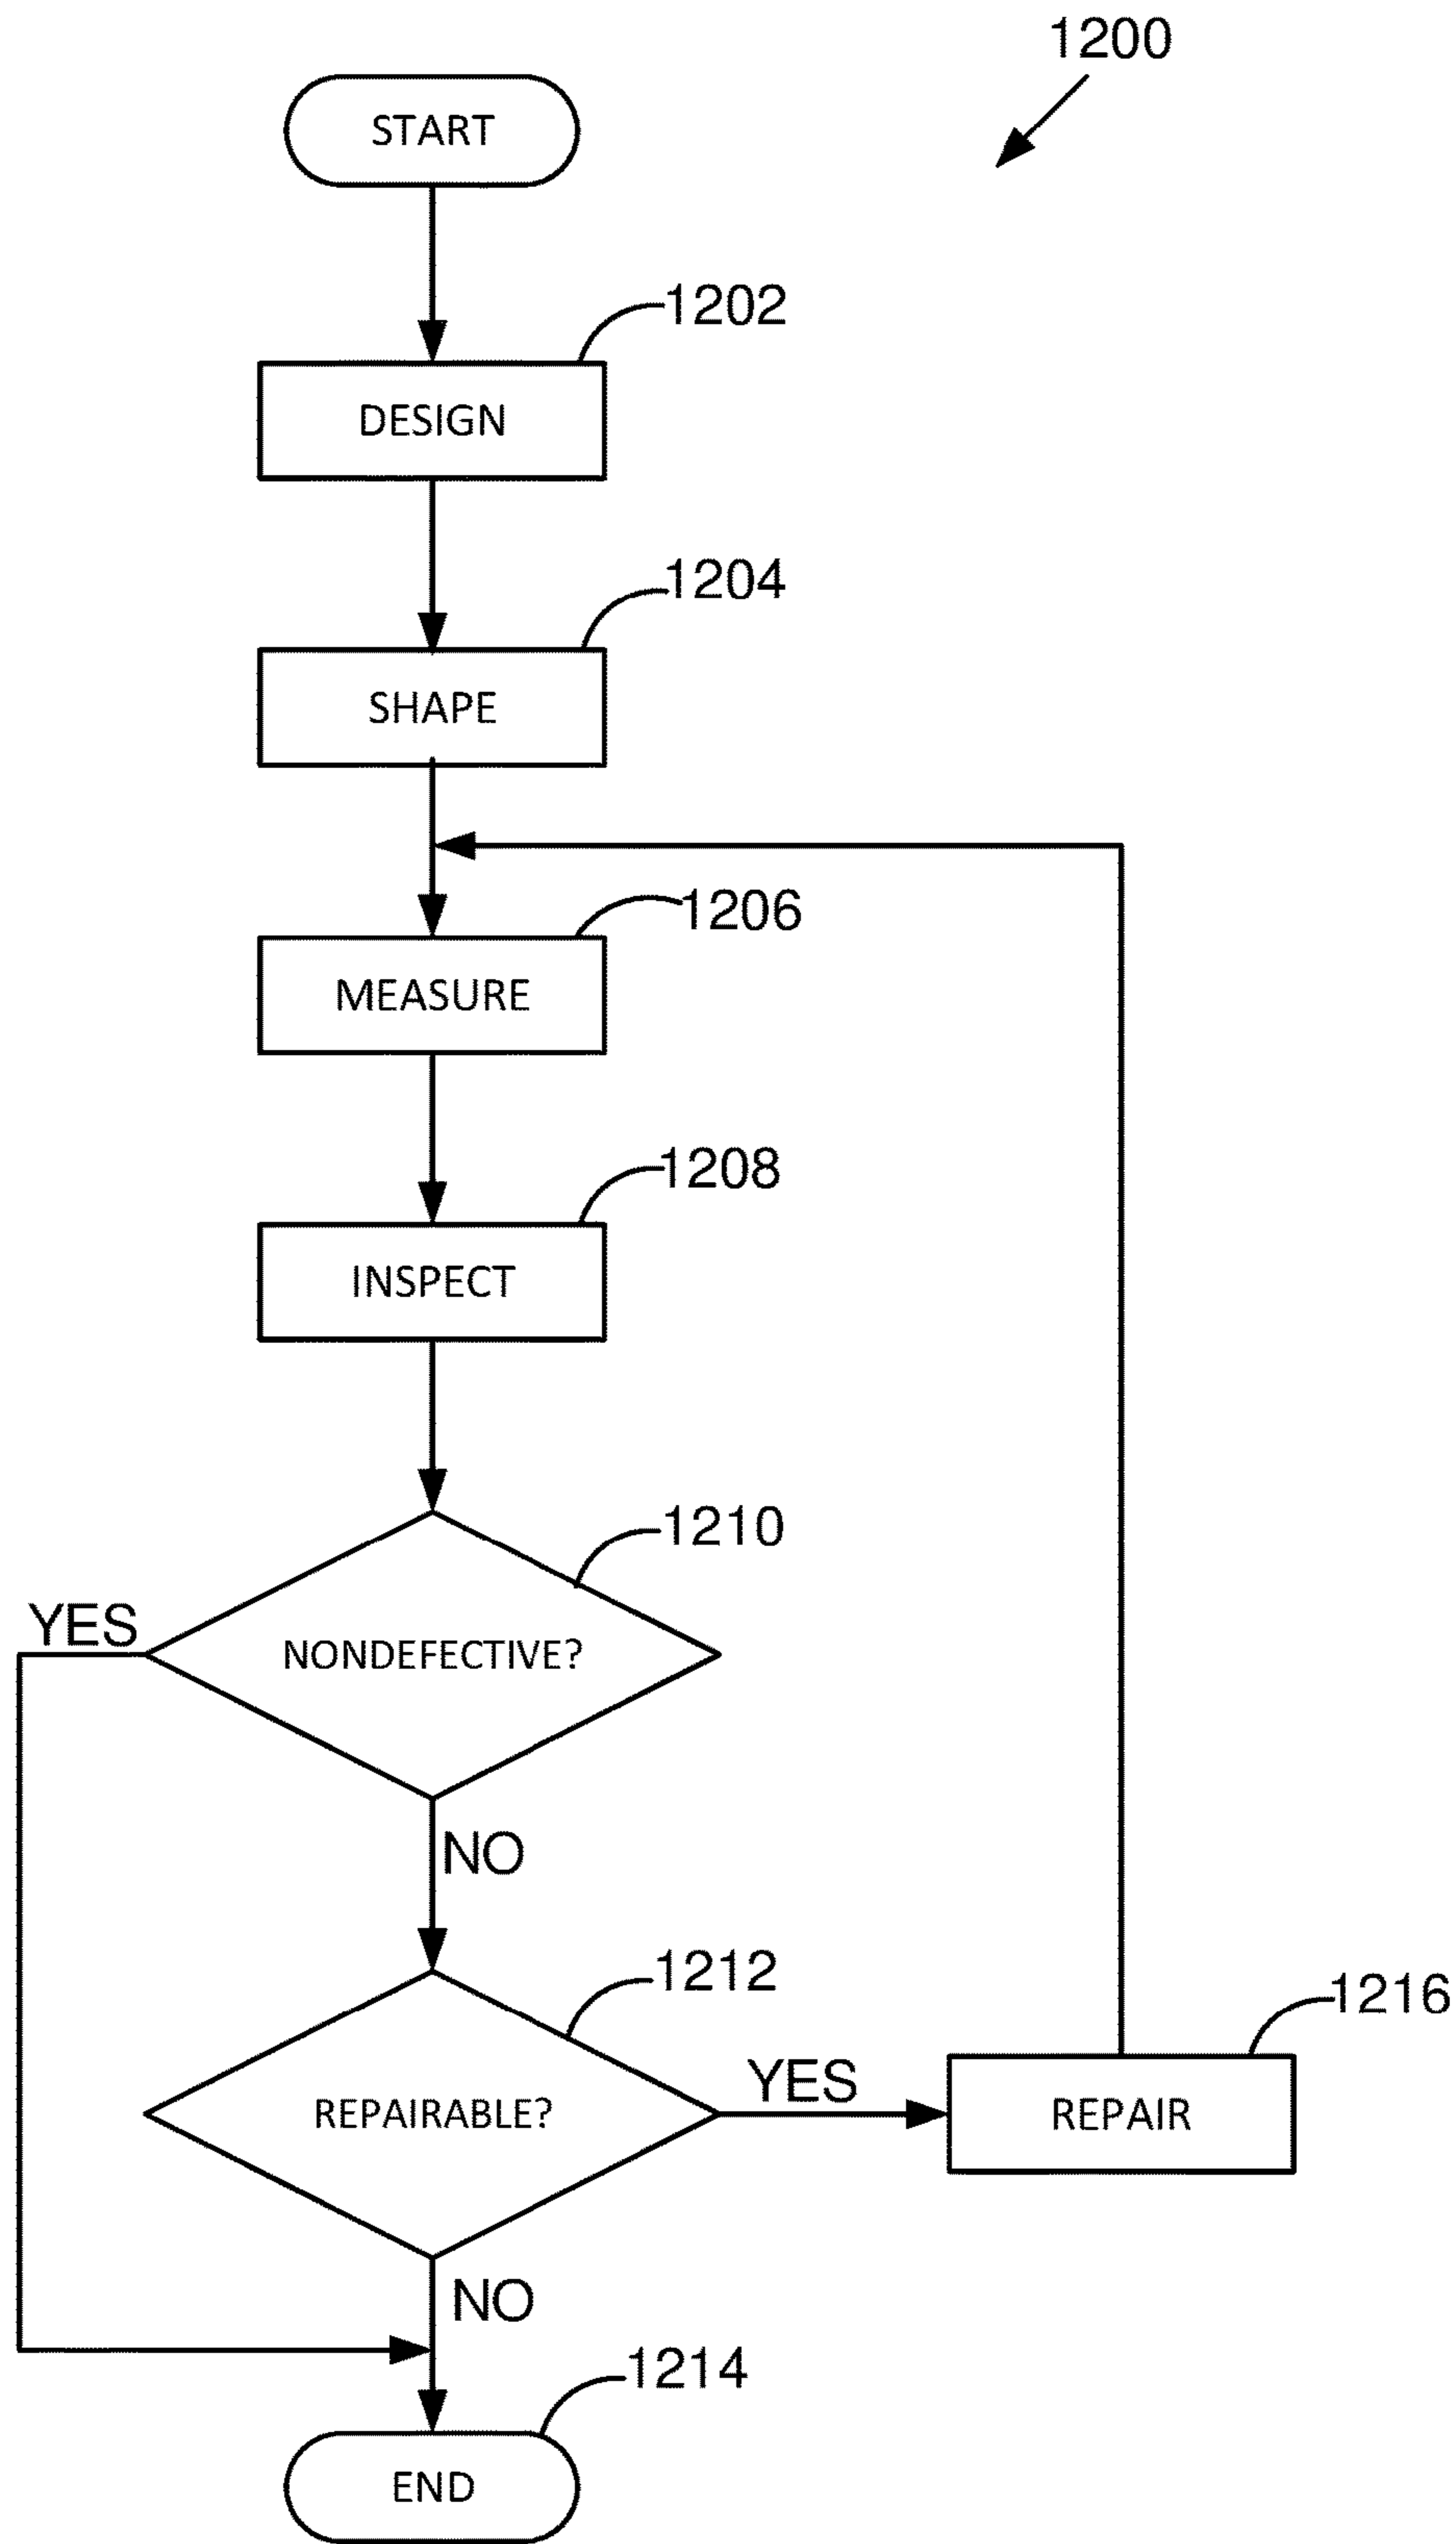 1200
START
1202
DESIGN
1204
SHAPE
1206
MEASURE
1208
INSPECT
1210
YES
NONDEFECTIVE?
NO
1212
1216
YES
REPAIRABLE?
REPAIR
NO
1214
END